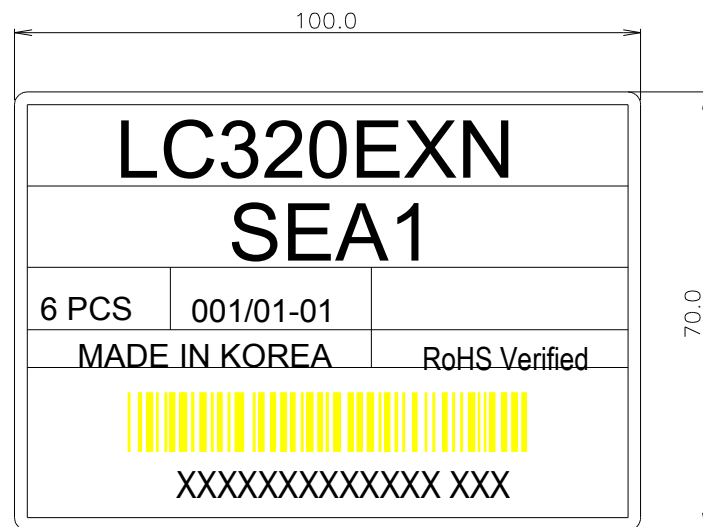 100.0
LC320EXN
SEA1
6 PCS 001/01-01
MADE IN KOREA RoHS Verified
70.0
XXXXXXXXXXXXX XXX